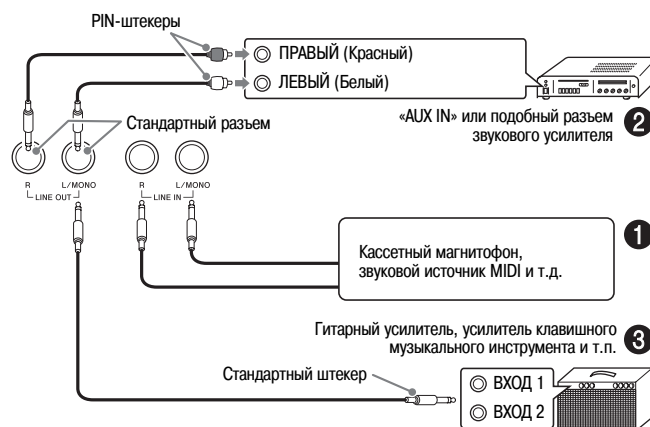 PIN-штекеры
ПРАВЫЙ (Красный)
ЛЕВЫЙ (Белый)
«AUX IN» или подобный разъем
звукового усилителя
2
Стандартный разъем
R L/MONO
LINE OUT
R L/MONO
LINE IN
1
Кассетный магнитофон,
звуковой источник MIDI и т.д.
Гитарный усилитель, усилитель клавишного
музыкального инструмента и т.п.
3
Стандартный штекер
ВХОД 1
ВХОД 2